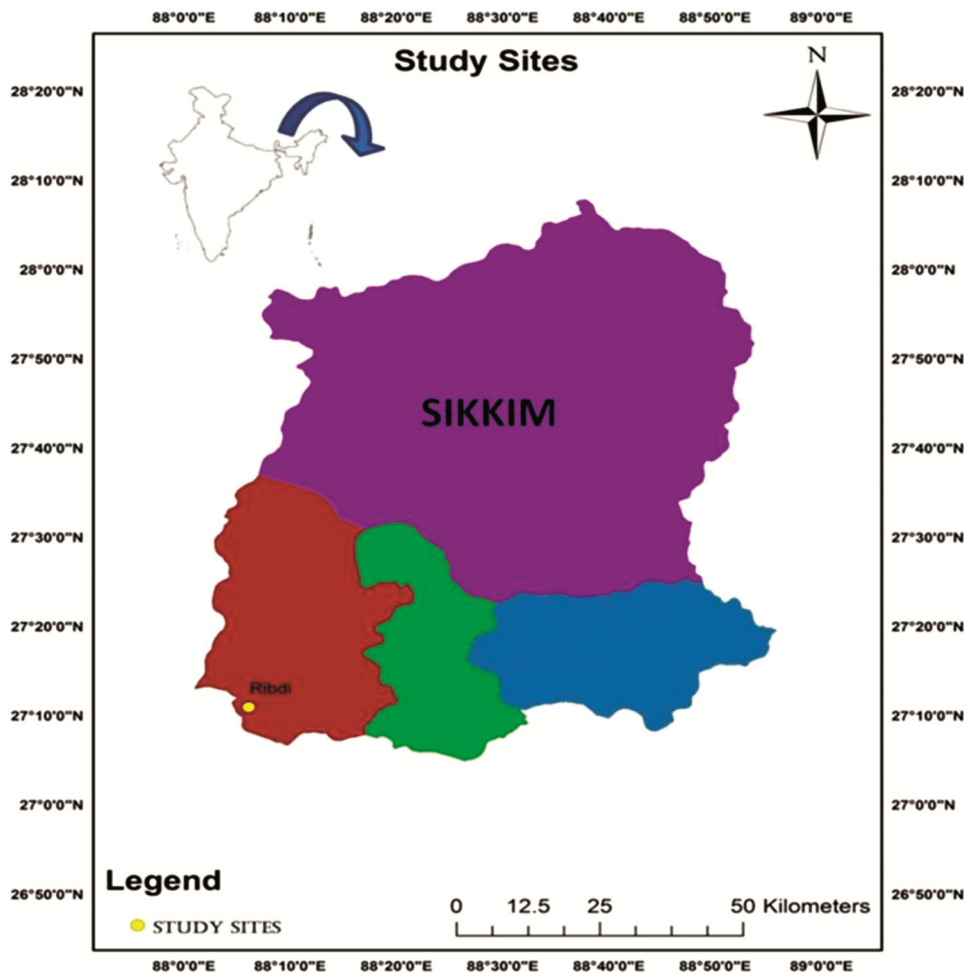 88°0'0"E 88°10'0"E 88°20'0"E 88°30'0"E 88°40'0"E 88°50'0"E 89°0'0"E
Study Sites
N
28°20'0"N 28°20'0"N
28°10'0"N 28°10'0"N
28°0'0"N 28°0'0"N
27°50'0"N 27°50'0"N
SIKKIM
27°40'0"N 27°40'0"N
27°30'0"N 27°30'0"N
27°20'0"N 27°20'0"N
Ribdi
27°10'0"N 27°10'0"N
27°0'0"N 27°0'0"N
Legend
26°50'0"N 26°50'0"N
0 12.5 25 50 Kilometers
STUDY SITES
88°0'0"E 88°10'0"E 88°20'0"E 88°30'0"E 88°40'0"E 88°50'0"E 89°0'0"E